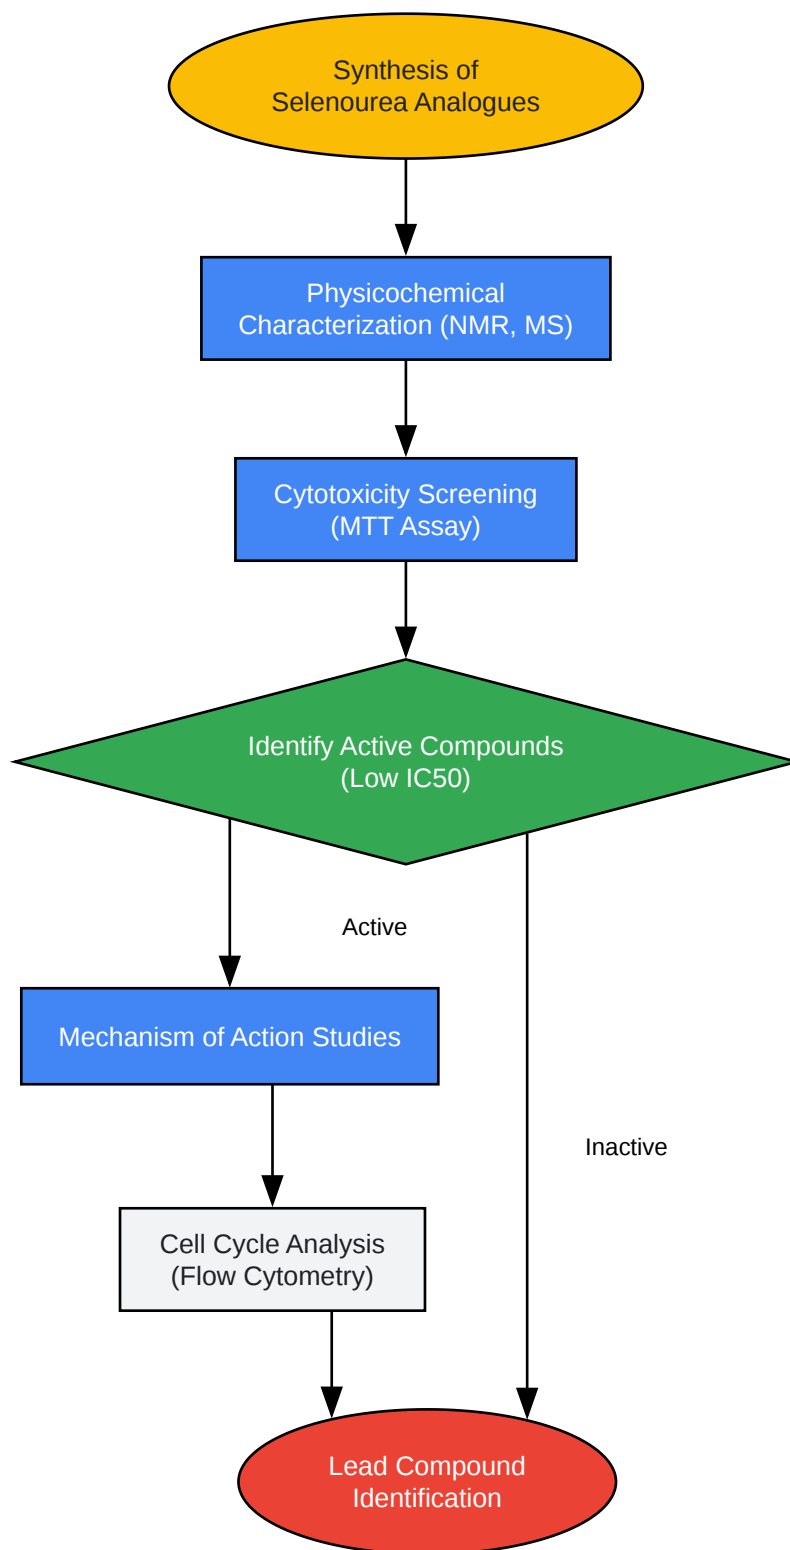 Synthesis of
Selenourea Analogues
Physicochemical
Characterization (NMR, MS)
Cytotoxicity Screening
(MTT Assay)
Identify Active Compounds
(Low IC50)
Active
Mechanism of Action Studies
Inactive
Cell Cycle Analysis
(Flow Cytometry)
Lead Compound
Identification